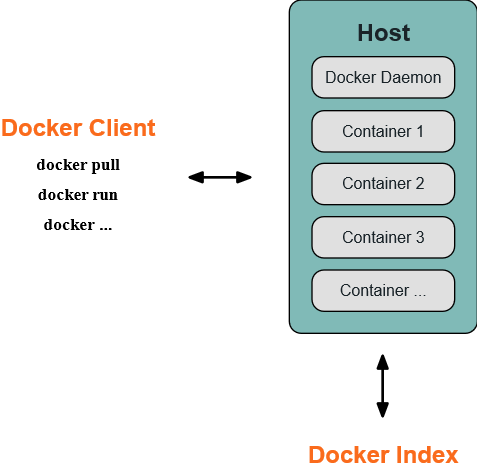 Host
Docker Daemon
Container 1
Container 2
Container 3
Container ...
Docker Client
docker pull
docker run
docker ...
Docker Index